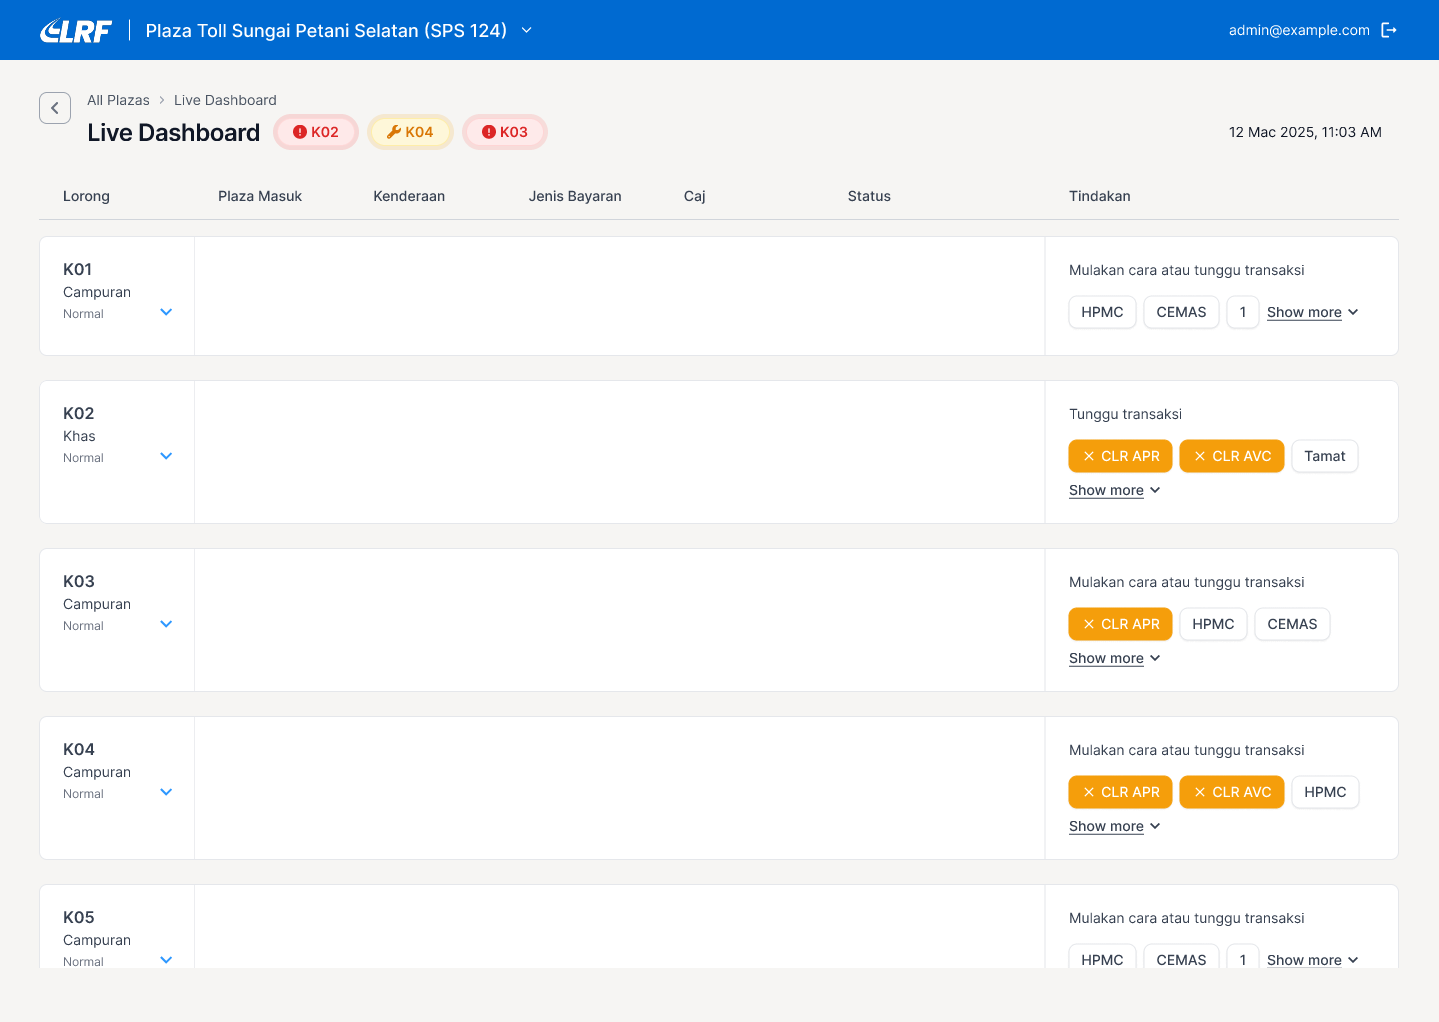 CLRF
Plaza Toll Sungai Petani Selatan (SPS 124)
admin@example.com
All Plazas > Live Dashboard
Live Dashboard
K02
K04
K03
12 Mac 2025, 11:03 AM
Lorong
Plaza Masuk
Kenderaan
Jenis Bayaran
Caj
Status
Tindakan
K01
Campuran
Normal
Mulakan cara atau tunggu transaksi
HPMC
CEMAS
1
Show more
K02
Khas
Normal
Tunggu transaksi
CLR APR
CLR AVC
Tamat
Show more
K03
Campuran
Normal
Mulakan cara atau tunggu transaksi
CLR APR
HPMC
CEMAS
Show more
K04
Campuran
Normal
Mulakan cara atau tunggu transaksi
CLR APR
CLR AVC
HPMC
Show more
K05
Campuran
Normal
Mulakan cara atau tunggu transaksi
HPMC
CEMAS
1
Show more